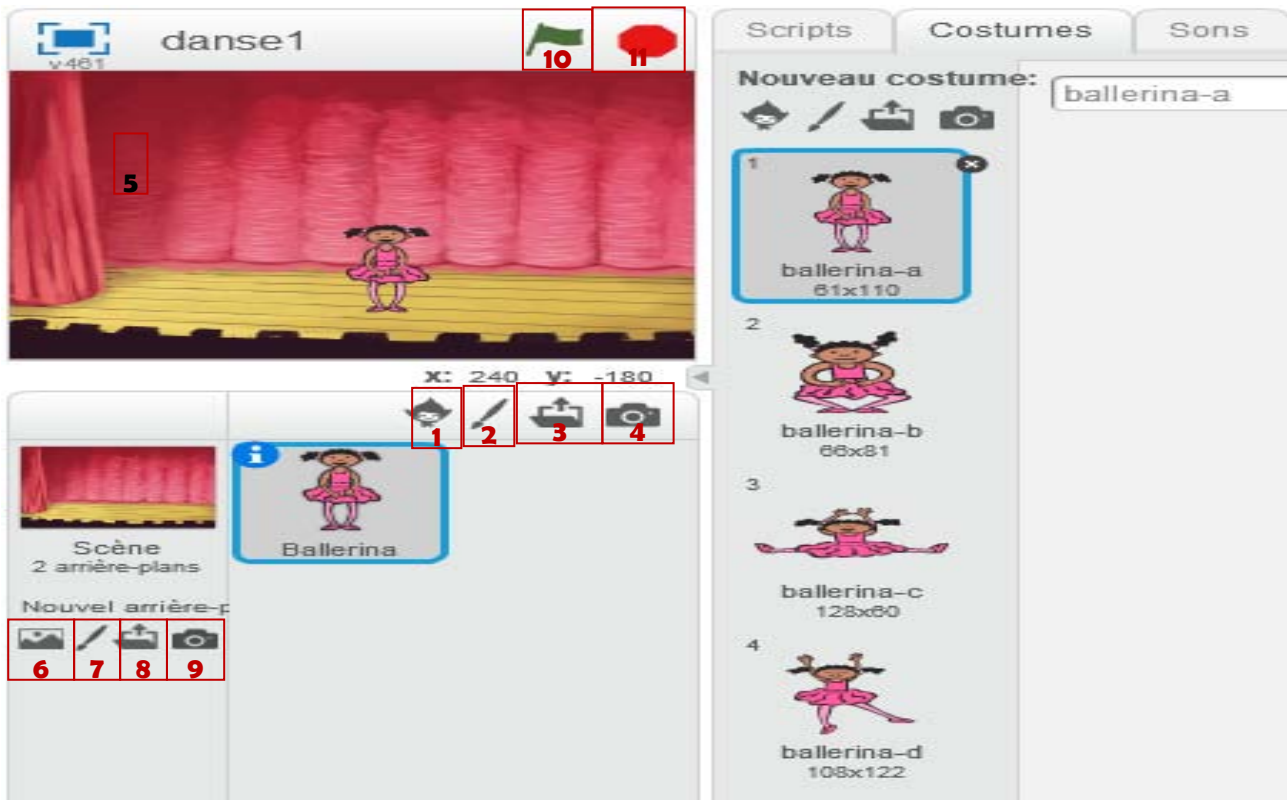 danse1
v461
10
11
5
x: 240 y: -180
1
2
3
4
Scène
2 arrière-plans
Ballerina
Nouvel arrière-p
6
7
8
9
Scripts
Costumes
Sons
Nouveau costume:
ballerina-a
1
ballerina-a
61x110
2
ballerina-b
66x81
3
ballerina-c
128x60
4
ballerina-d
108x122